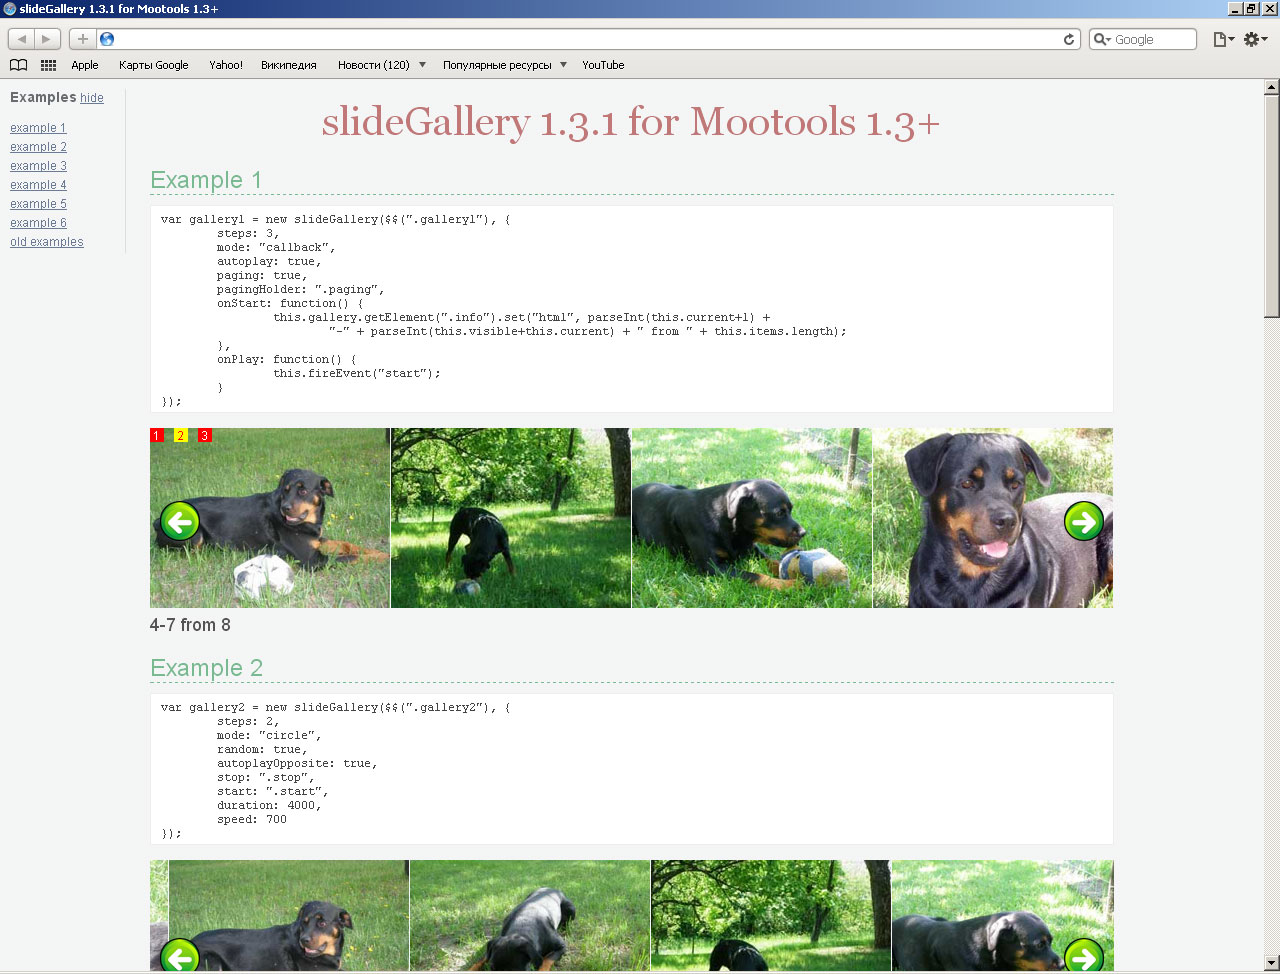 slideGallery 1.3.1 for Mootools 1.3+
Google
Apple
Карты Google
Yahoo!
Википедия
Новости (120)
Популярные ресурсы
YouTube
Examples hide
example 1
example 2
example 3
example 4
example 5
example 6
old examples
slideGallery 1.3.1 for Mootools 1.3+
Example 1
var gallery1 = new slideGallery($$(".gallery1"), {
steps: 3,
mode: "callback",
autoplay: true,
paging: true,
pagingHolder: ".paging",
onStart: function() {
this.gallery.getElement(".info").set("html", parseInt(this.current+1) +
"-" + parseInt(this.visible+this.current) + " from " + this.items.length);
},
onPlay: function() {
this.fireEvent("start");
}
});
1 2 3
4-7 from 8
Example 2
var gallery2 = new slideGallery($$(".gallery2"), {
steps: 2,
mode: "circle",
random: true,
autoplayOpposite: true,
stop: ".stop",
start: ".start",
duration: 4000,
speed: 700
});